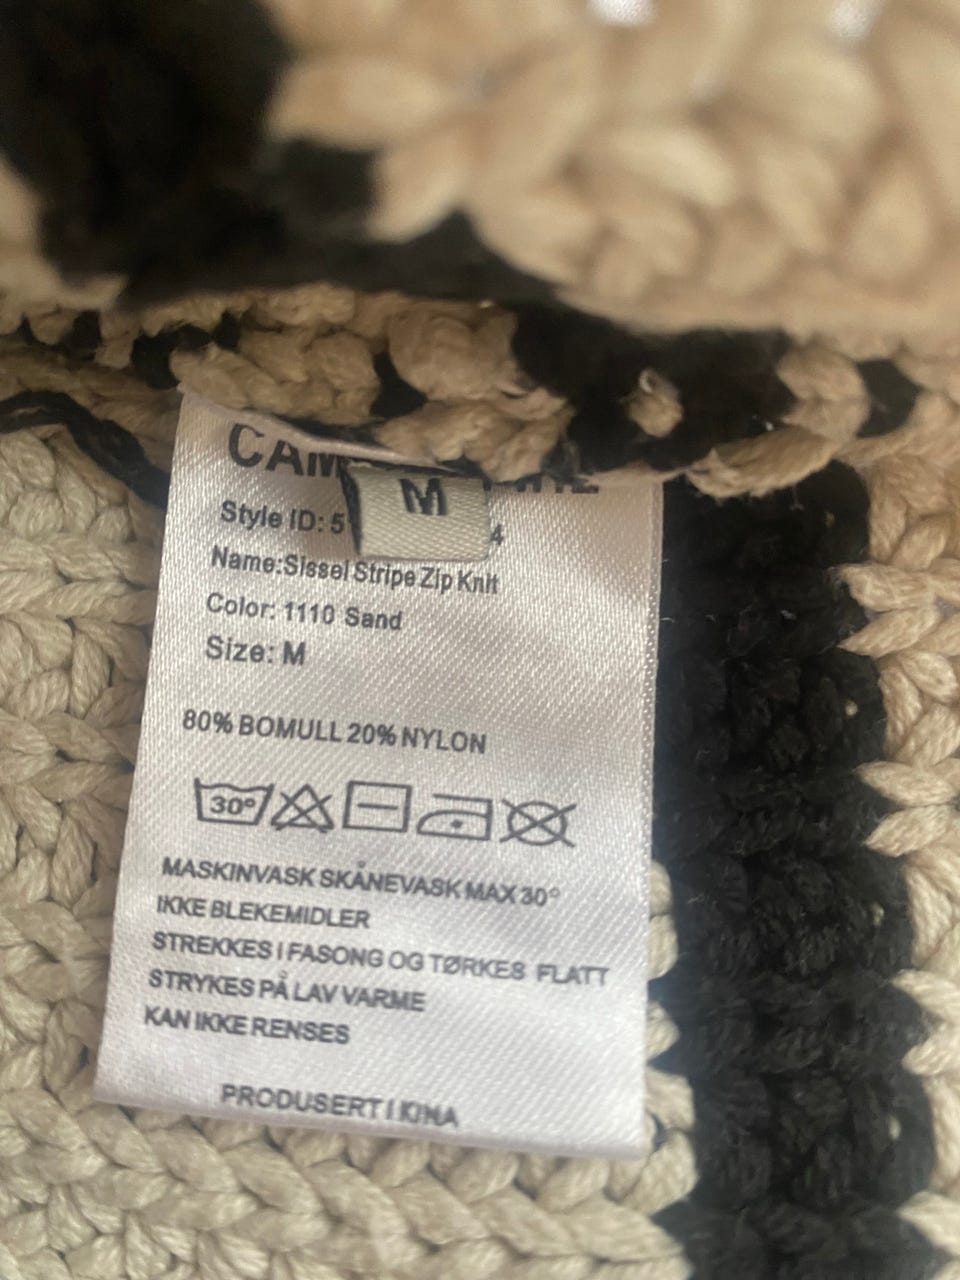 M
Name:Sissel Stripe Zip Knit
Color: 1110 Sand
Size: M
80% BOMULL 20% NYLON
30°
MASKINVASK SKÅNEVASK MAX 30°
IKKE BLEKEMIDLER
STREKKES I FASONG OG TØRKES FLATT
STRYKES PÅ LAV VARME
KAN IKKE RENSES
PRODUSERT I KINA
Style ID: 5